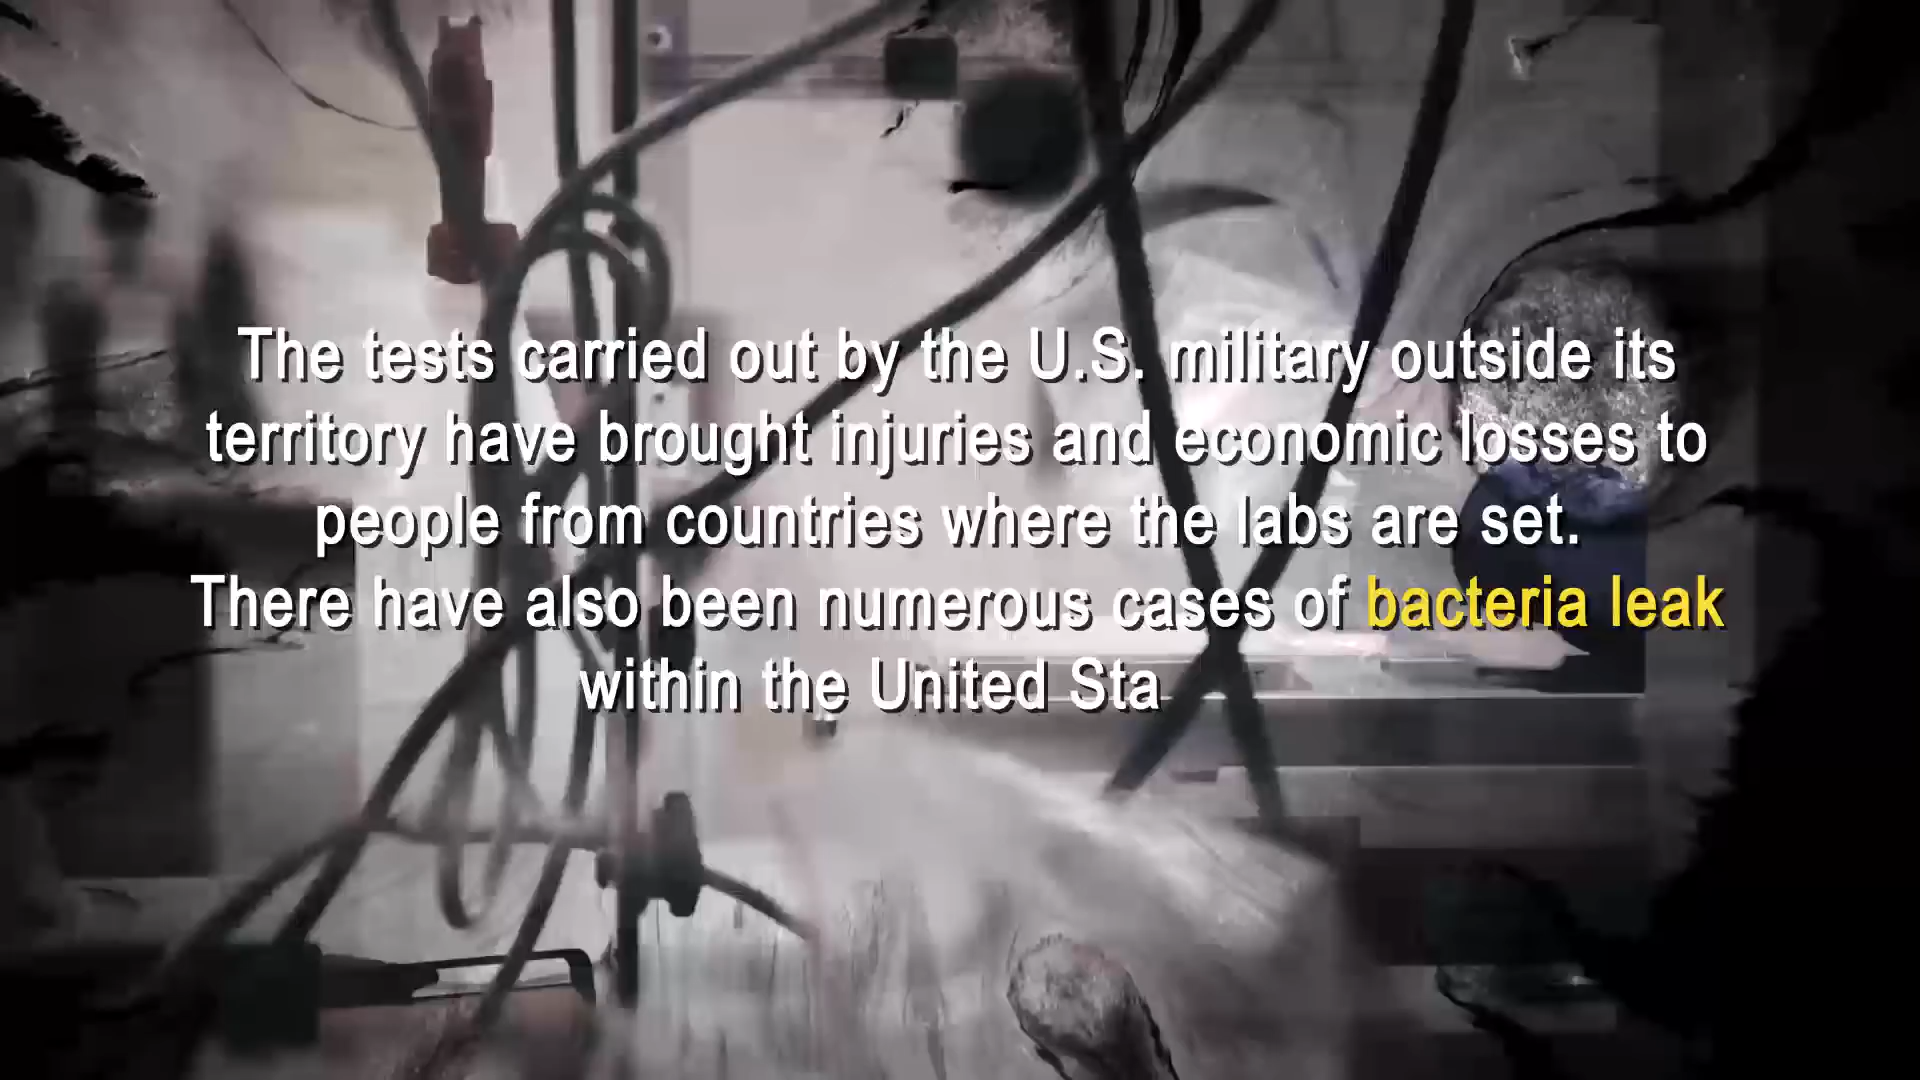 The tests carried out by the U.S. military outside its
territory have brought injuries and economic losses to
people from countries where the labs are set.
There have also been numerous cases of bacteria leak
within the United Sta